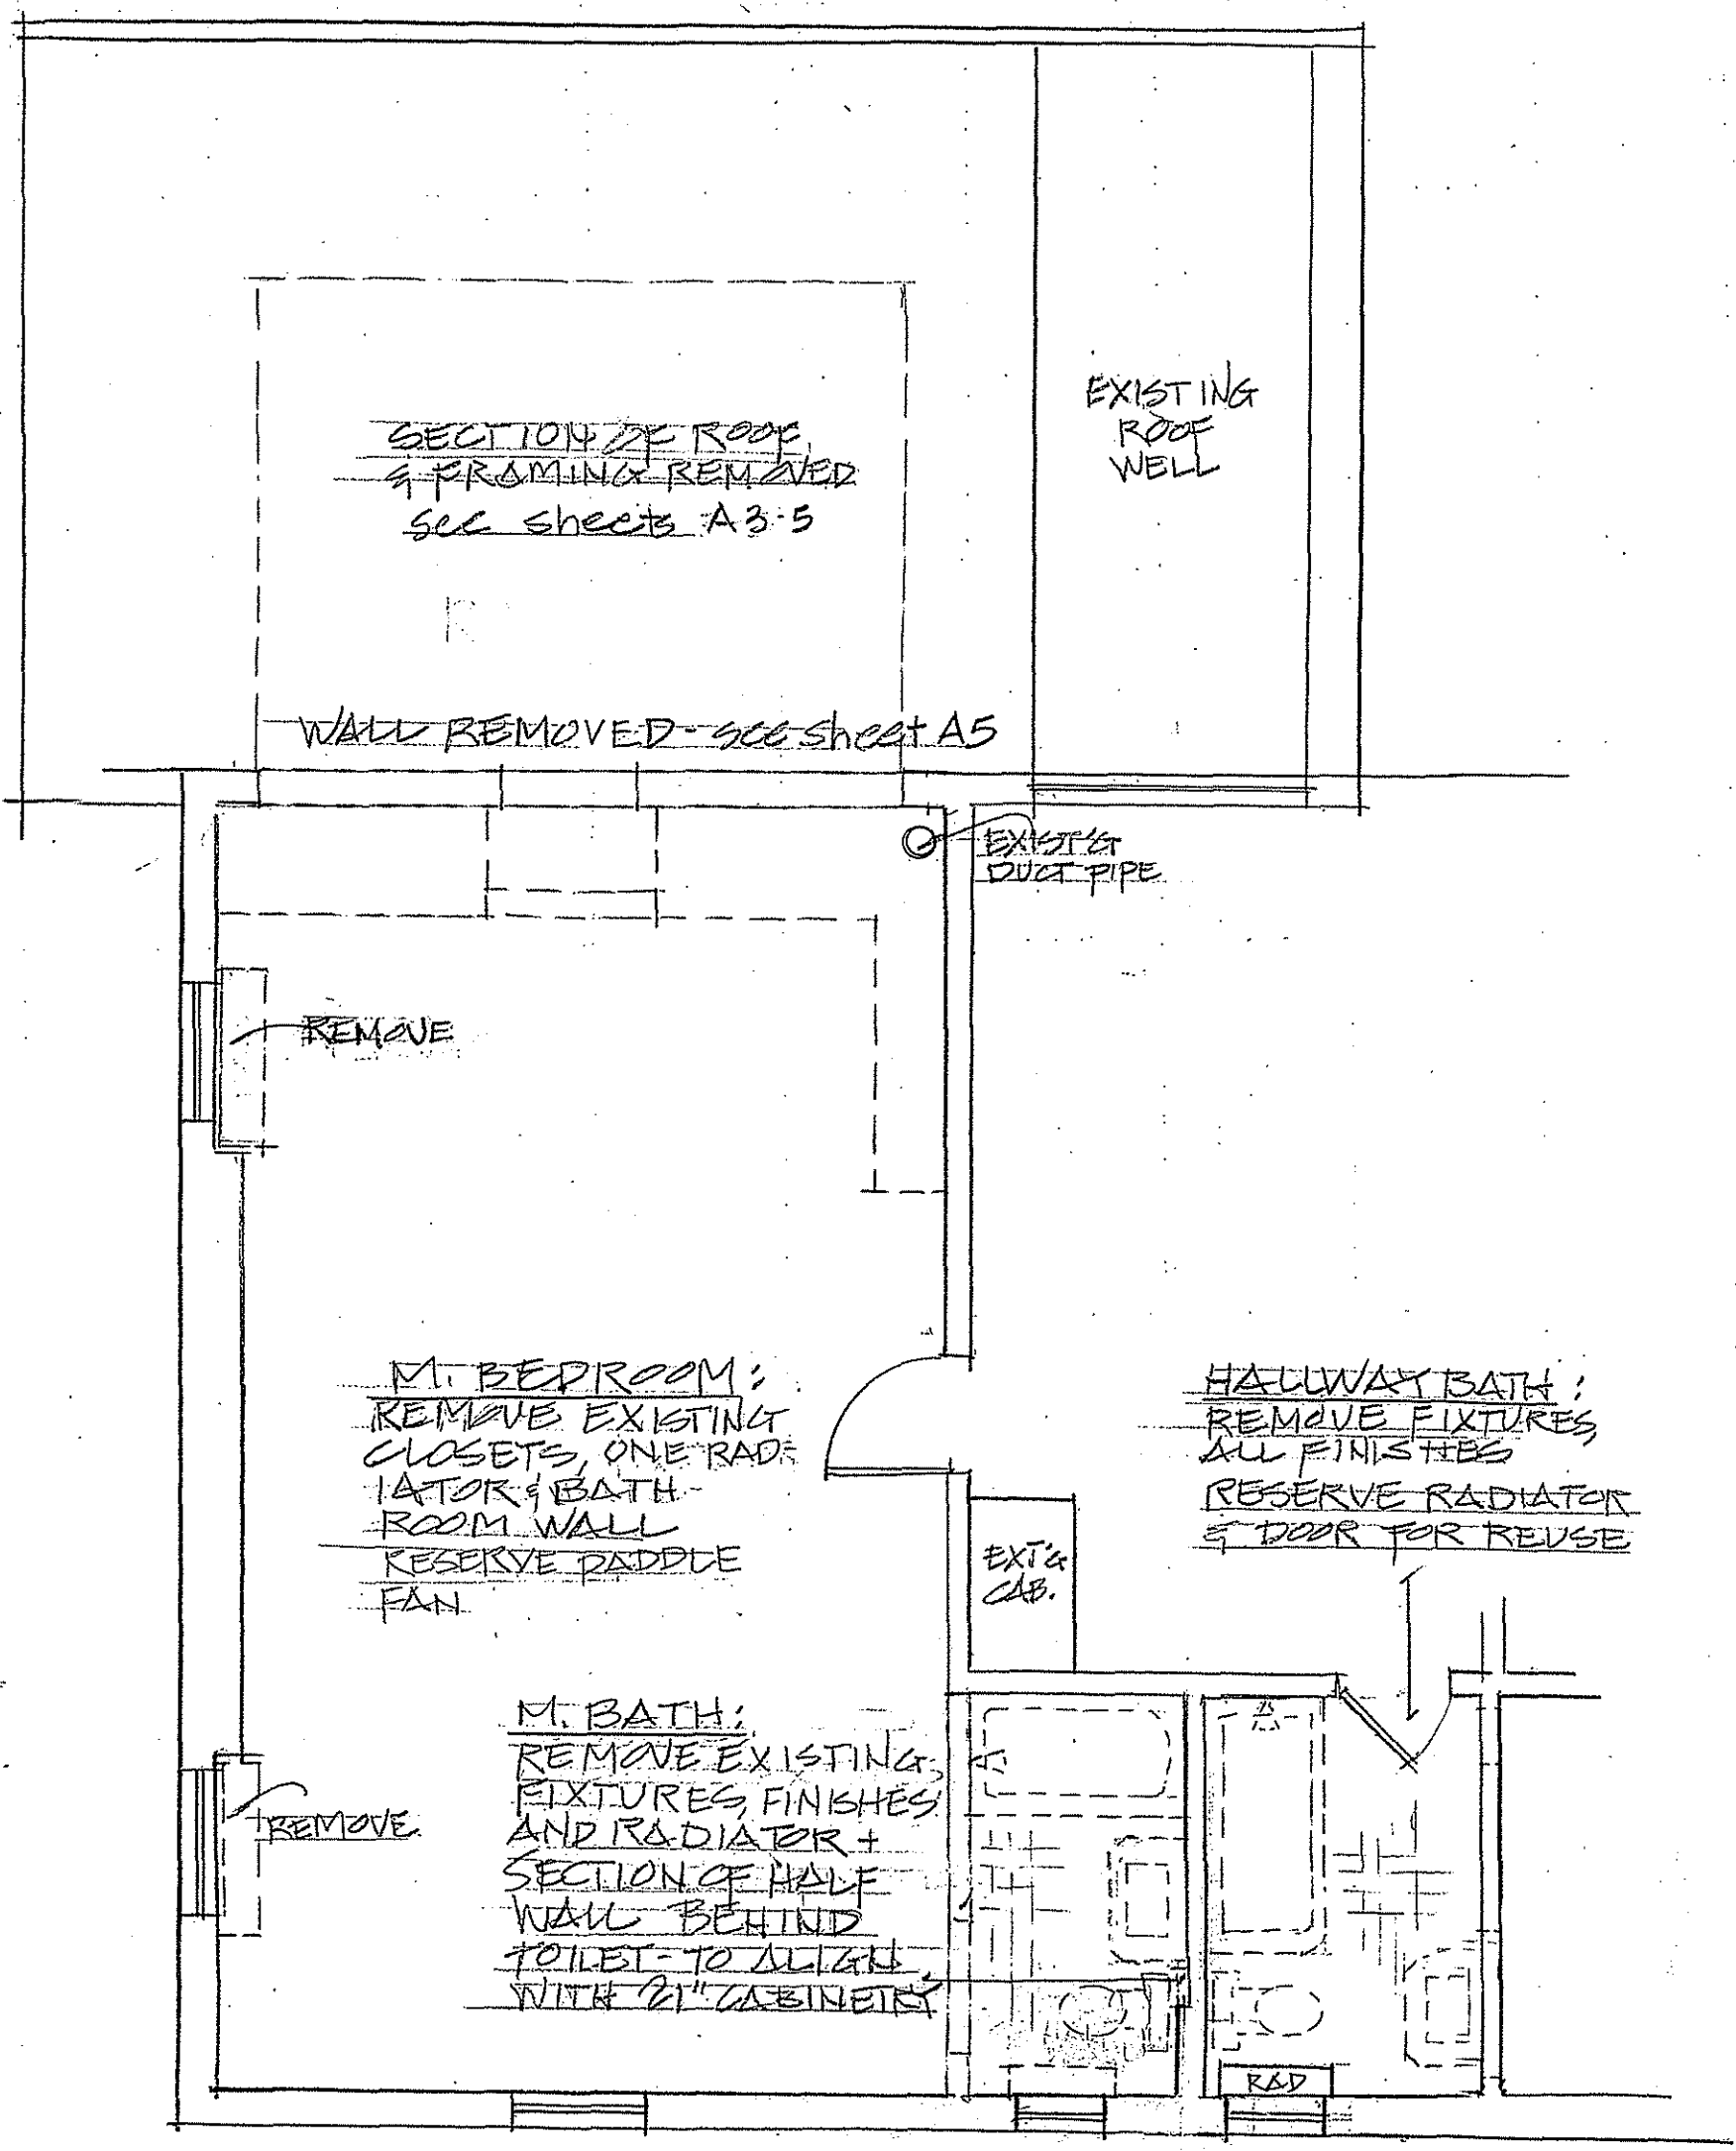 SECTION OF ROOF
& FRAMING REMOVED
see sheets A3-5
EXISTING
ROOF
WELL
WALL REMOVED - see sheet A5
EXIST'G
DUCT PIPE
REMOVE
M. BEDROOM:
REMOVE EXISTING
CLOSETS, ONE RAD-
IATOR & BATH-
ROOM WALL
RESERVE PADDLE
FAN
HALLWAY BATH:
REMOVE FIXTURES,
ALL FINISHES
RESERVE RADIATOR
& DOOR FOR REUSE
EXT'G
CAB.
M. BATH:
REMOVE EXISTING
FIXTURES, FINISHES
AND RADIATOR +
SECTION OF HALF
WALL BEHIND
TOILET - TO ALIGN
WITH 21" CABINETRY
REMOVE
RAD